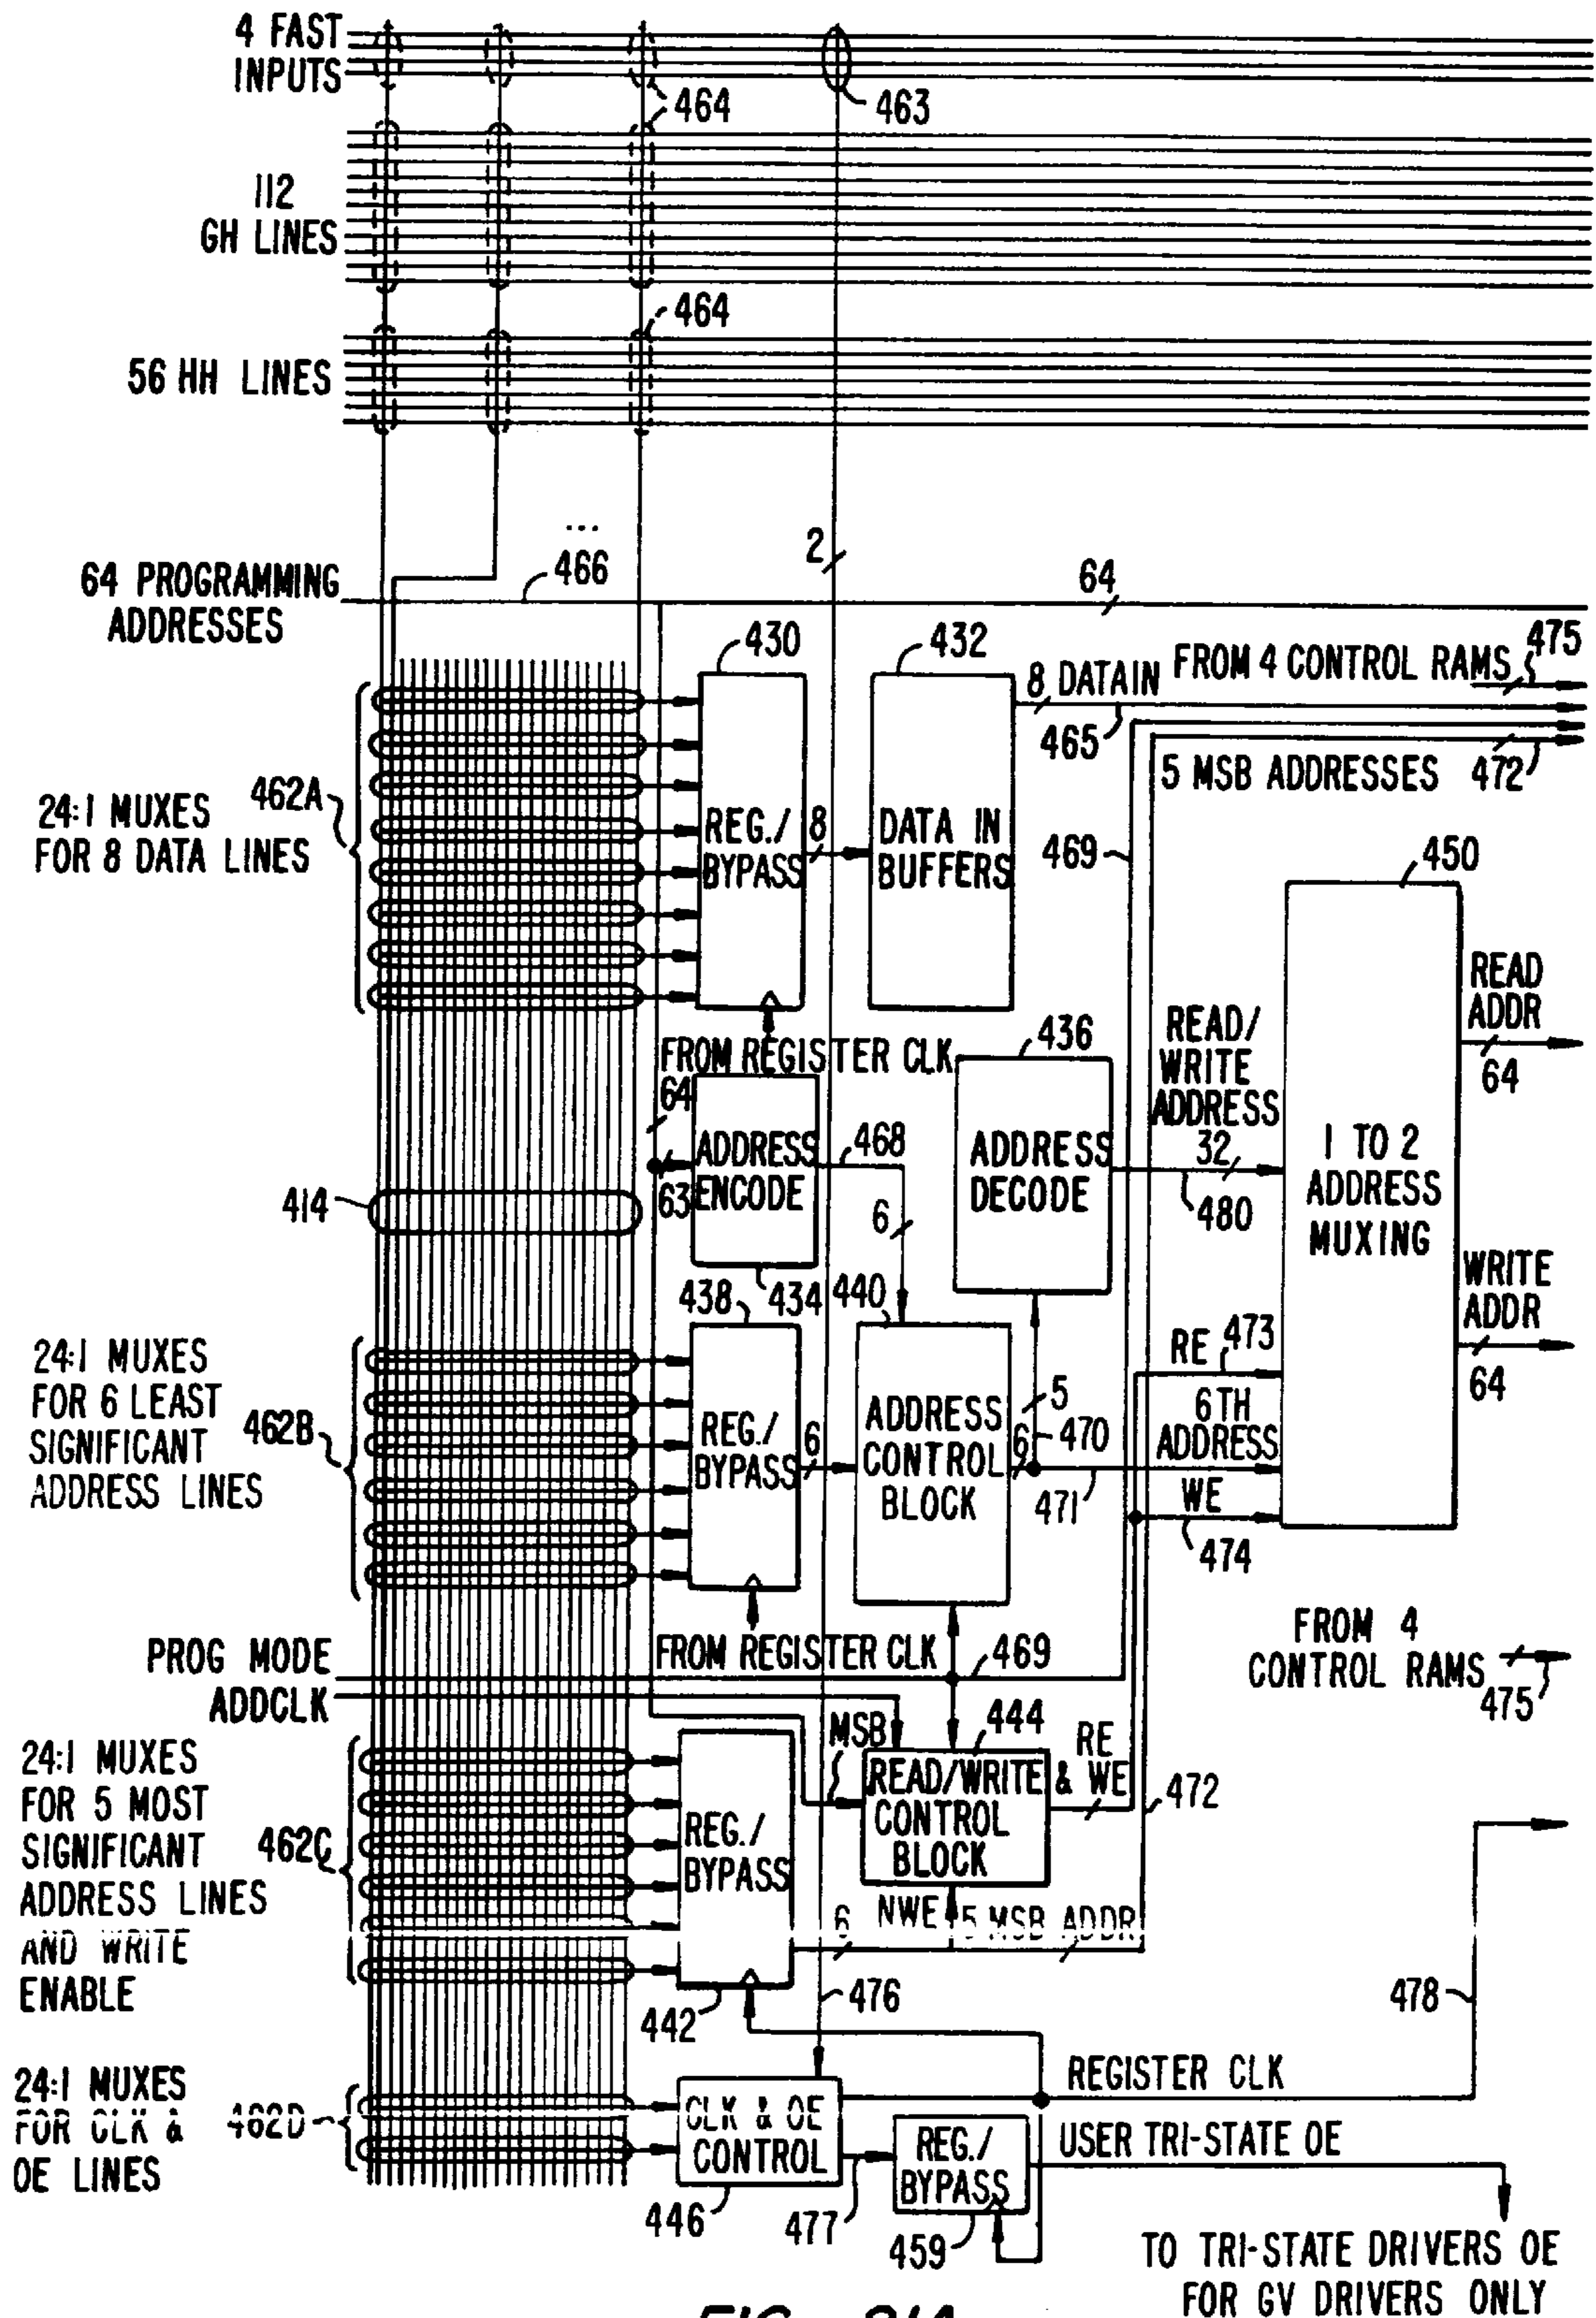 4 FAST
INPUTS
464
463
112
GH LINES
464
56 HH LINES
...
2
64 PROGRAMMING
ADDRESSES
466
64
430
432
8 DATAIN
FROM 4 CONTROL RAMS
475
465
5 MSB ADDRESSES
472
24:1 MUXES
FOR 8 DATA LINES
462A
REG./
BYPASS
8
DATA IN
BUFFERS
469
450
READ
ADDR
64
FROM REGISTER CLK
436
READ/
WRITE
ADDRESS
32
480
64
63
ADDRESS
ENCODE
468
ADDRESS
DECODE
1 TO 2
ADDRESS
MUXING
414
6
434
438
440
WRITE
ADDR
64
24:1 MUXES
FOR 6 LEAST
SIGNIFICANT
ADDRESS LINES
462B
REG./
BYPASS
6
ADDRESS
CONTROL
BLOCK
6
5
470
471
RE
473
6TH
ADDRESS
WE
474
FROM REGISTER CLK
469
FROM 4
CONTROL RAMS
475
PROG MODE
ADDCLK
24:1 MUXES
FOR 5 MOST
SIGNIFICANT
ADDRESS LINES
AND WRITE
ENABLE
462C
REG./
BYPASS
MSB
444
READ/WRITE
CONTROL
BLOCK
RE
& WE
472
6
NWE
5 MSB ADDR
442
476
478
24:1 MUXES
FOR CLK &
OE LINES
462D
CLK & OE
CONTROL
446
477
REG./
BYPASS
459
REGISTER CLK
USER TRI-STATE OE
TO TRI-STATE DRIVERS OE
FOR GV DRIVERS ONLY